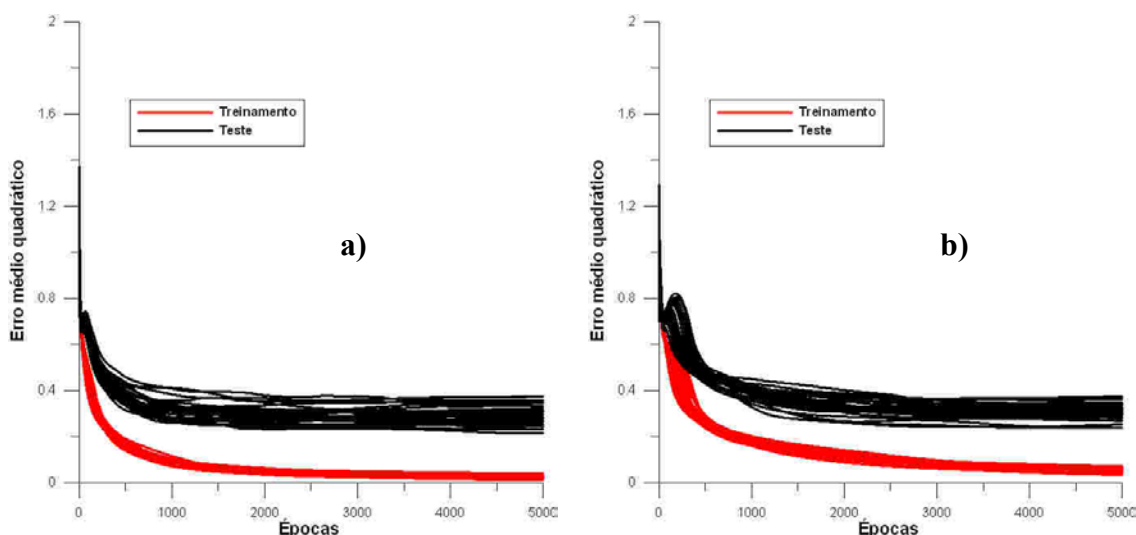 2
1.6
1.2
0.8
0.4
0
Erro médio quadrático
Treinamento
Teste
a)
0 1000 2000 3000 4000 5000
Épocas
2
1.6
1.2
0.8
0.4
0
Erro médio quadrático
Treinamento
Teste
b)
0 1000 2000 3000 4000 5000
Épocas